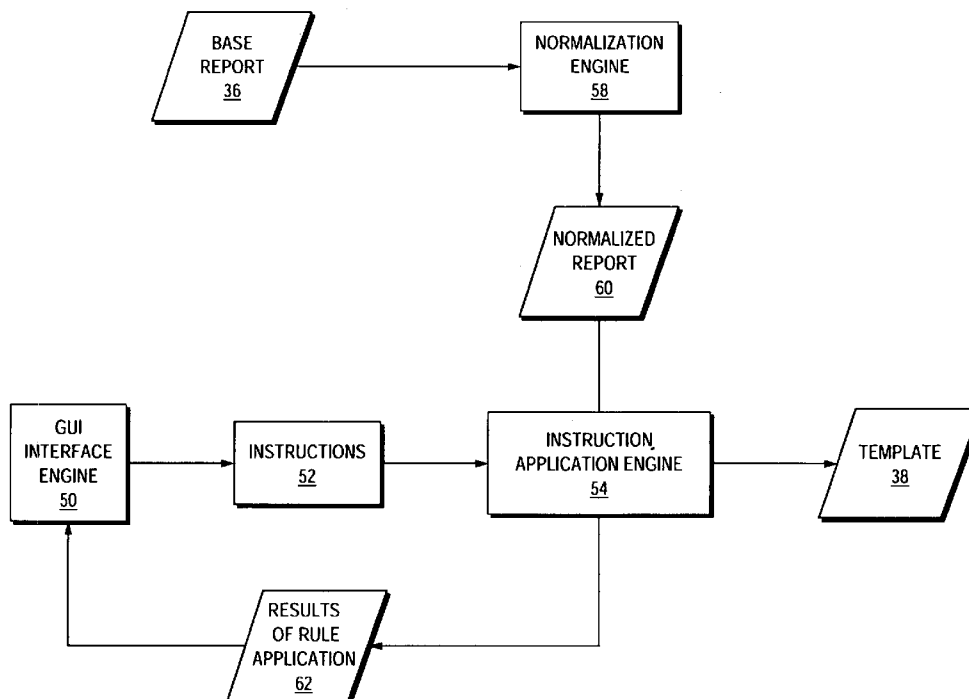 BASE
REPORT
36
NORMALIZATION
ENGINE
58
NORMALIZED
REPORT
60
GUI
INTERFACE
ENGINE
50
INSTRUCTIONS
52
INSTRUCTION
APPLICATION ENGINE
54
TEMPLATE
38
RESULTS
OF RULE
APPLICATION
62